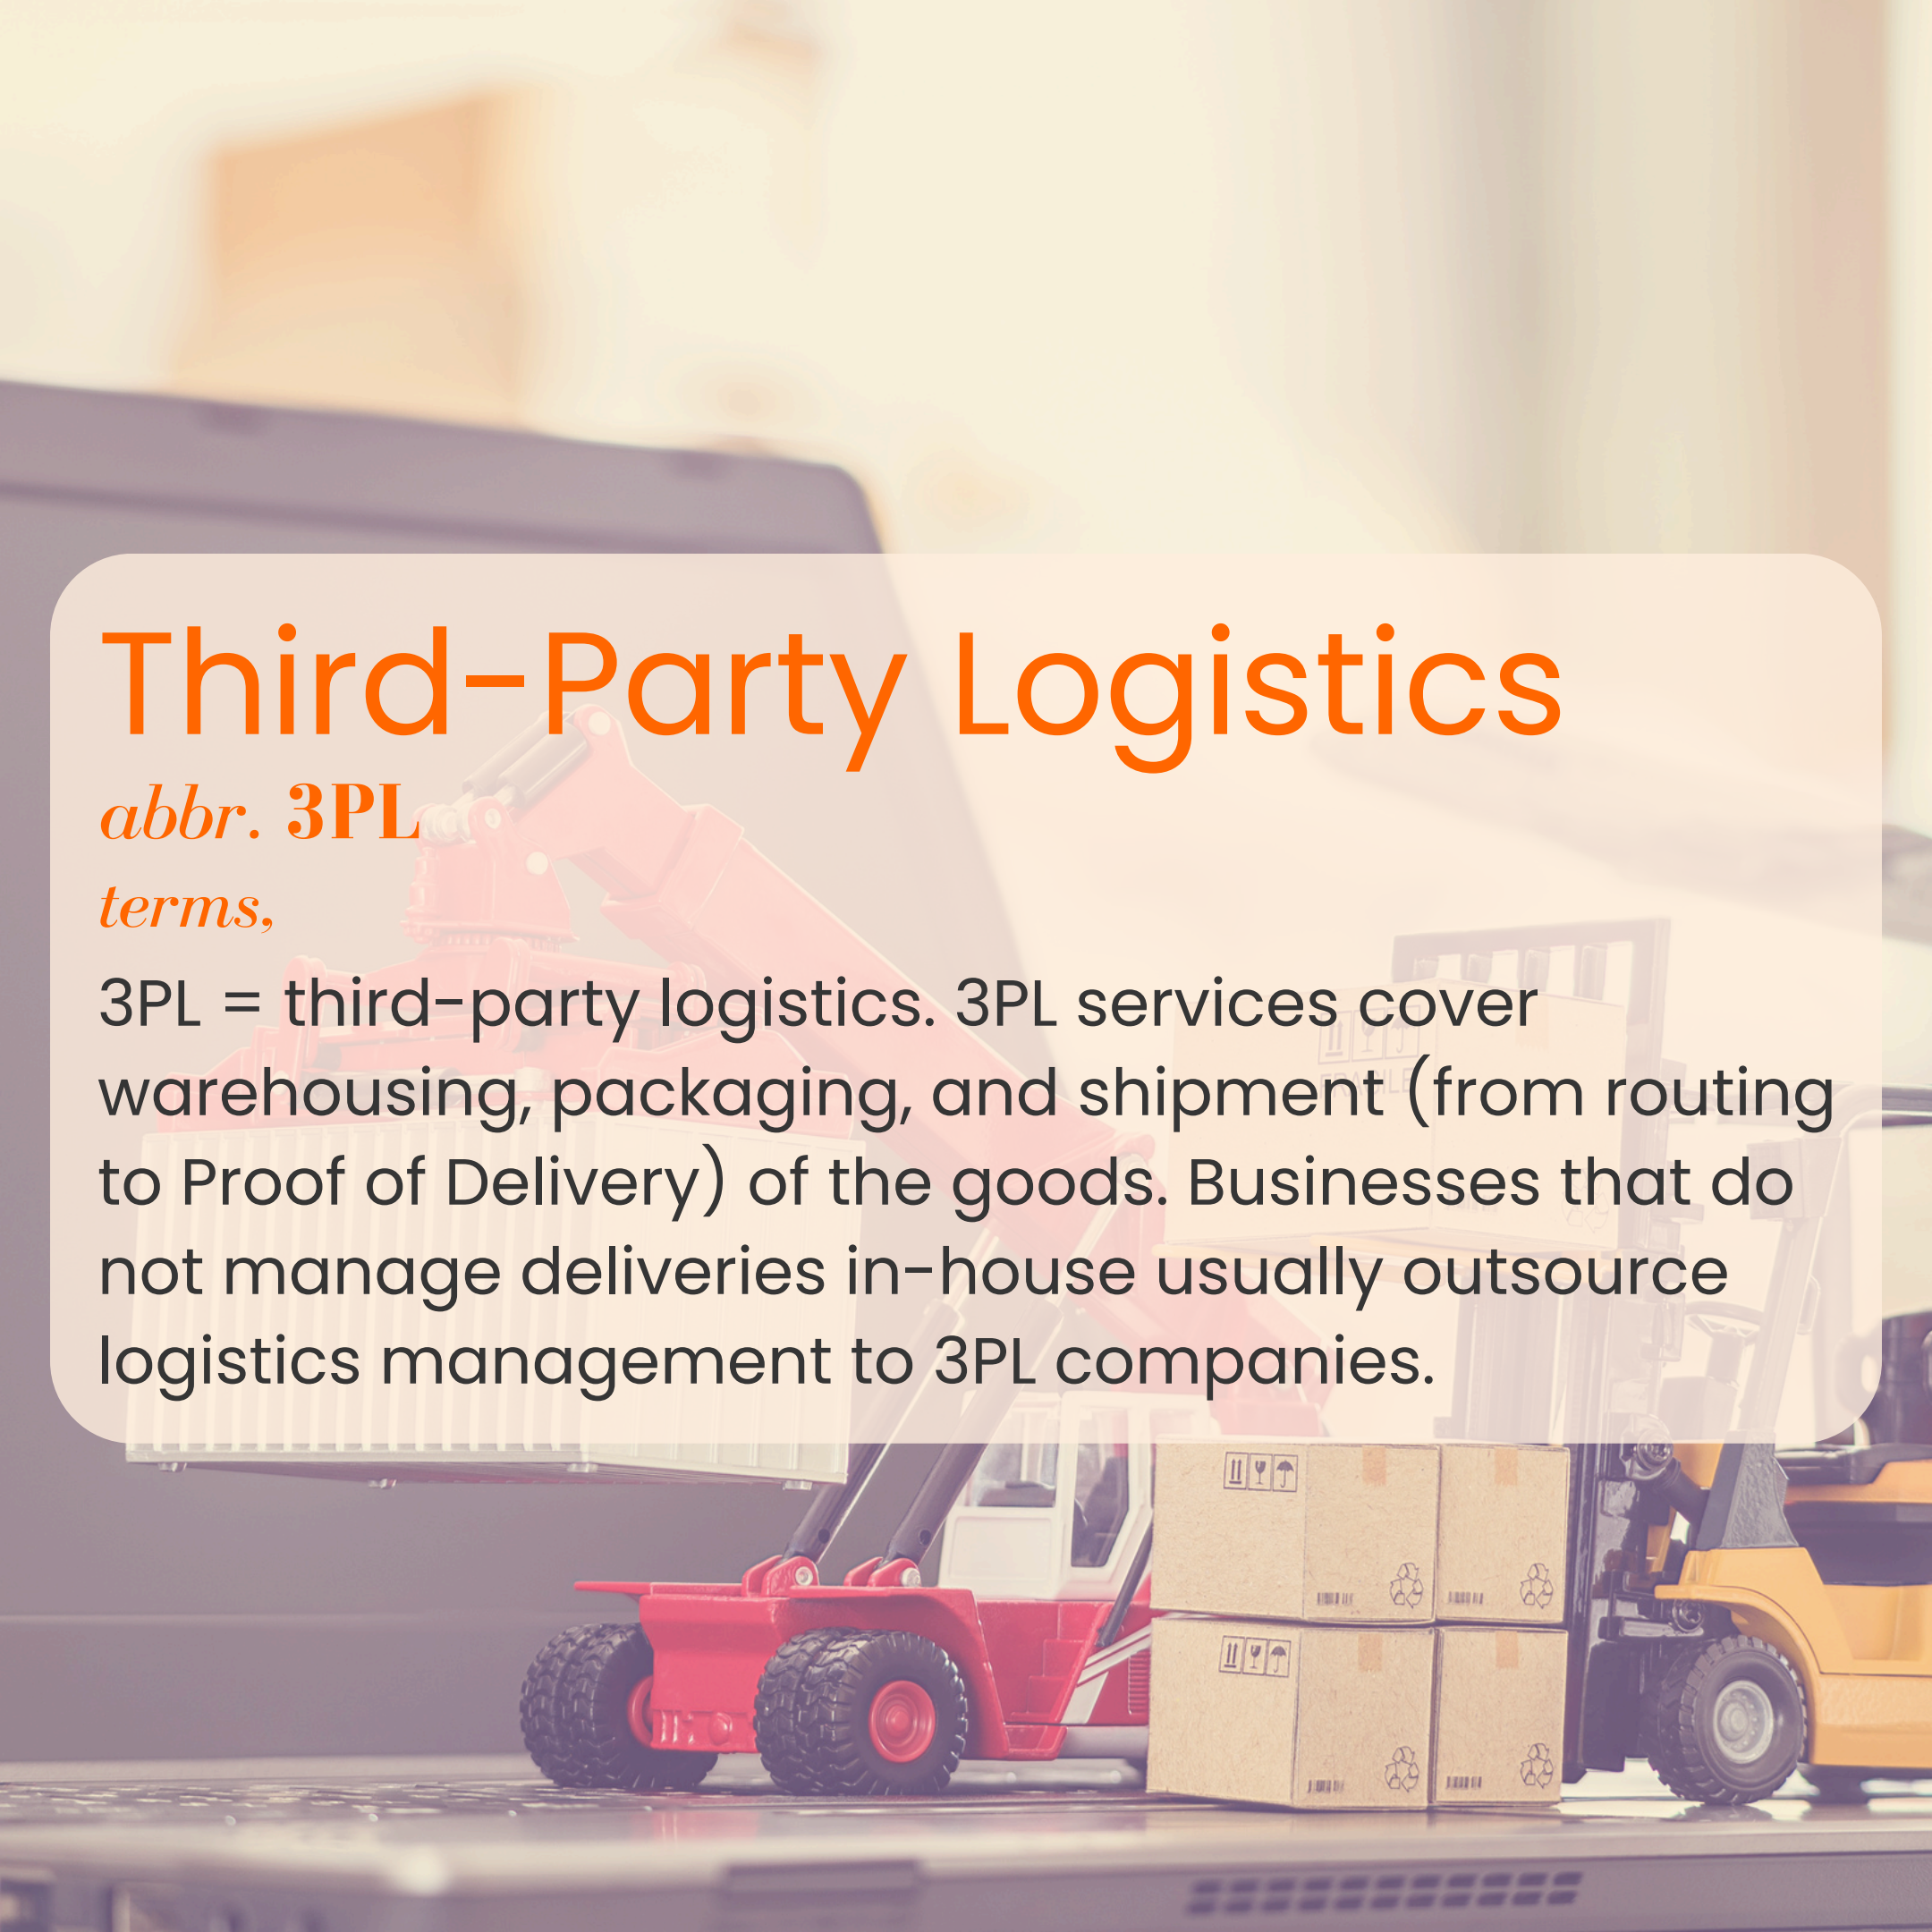 Third-Party Logistics
abbr. 3PL
terms,
3PL = third-party logistics. 3PL services cover
warehousing, packaging, and shipment (from routing
to Proof of Delivery) of the goods. Businesses that do
not manage deliveries in-house usually outsource
logistics management to 3PL companies.
FRAGILE